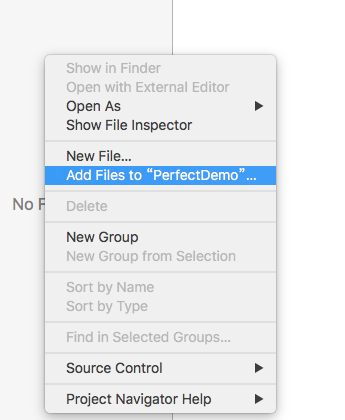 Show in Finder
Open with External Editor
Open As
Show File Inspector
New File...
Add Files to “PerfectDemo”...
No F
Delete
New Group
New Group from Selection
Sort by Name
Sort by Type
Find in Selected Groups...
Source Control
Project Navigator Help